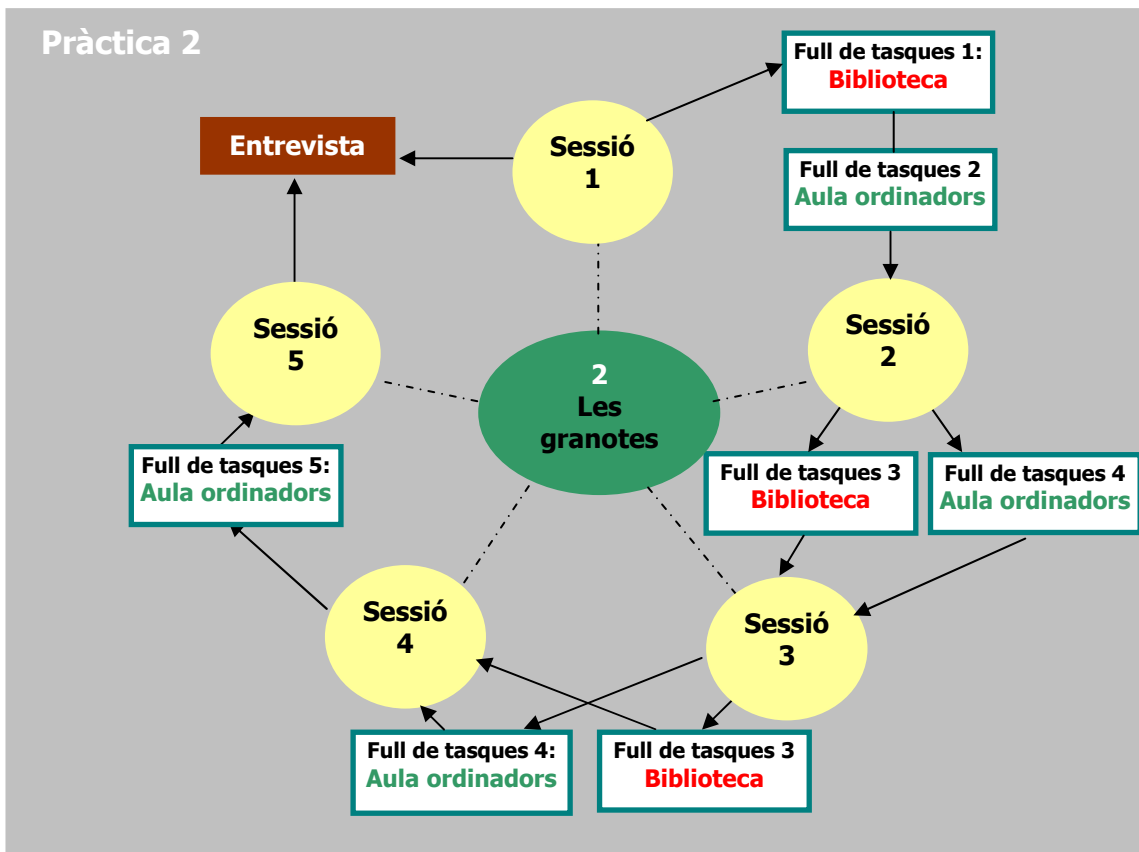 Pràctica 2
Full de tasques 1:
Biblioteca
Entrevista
Sessió
1
Full de tasques 2
Aula ordinadors
Sessió
5
Sessió
2
2
Les
granotes
Full de tasques 5:
Aula ordinadors
Full de tasques 3
Biblioteca
Full de tasques 4
Aula ordinadors
Sessió
4
Sessió
3
Full de tasques 4:
Aula ordinadors
Full de tasques 3
Biblioteca